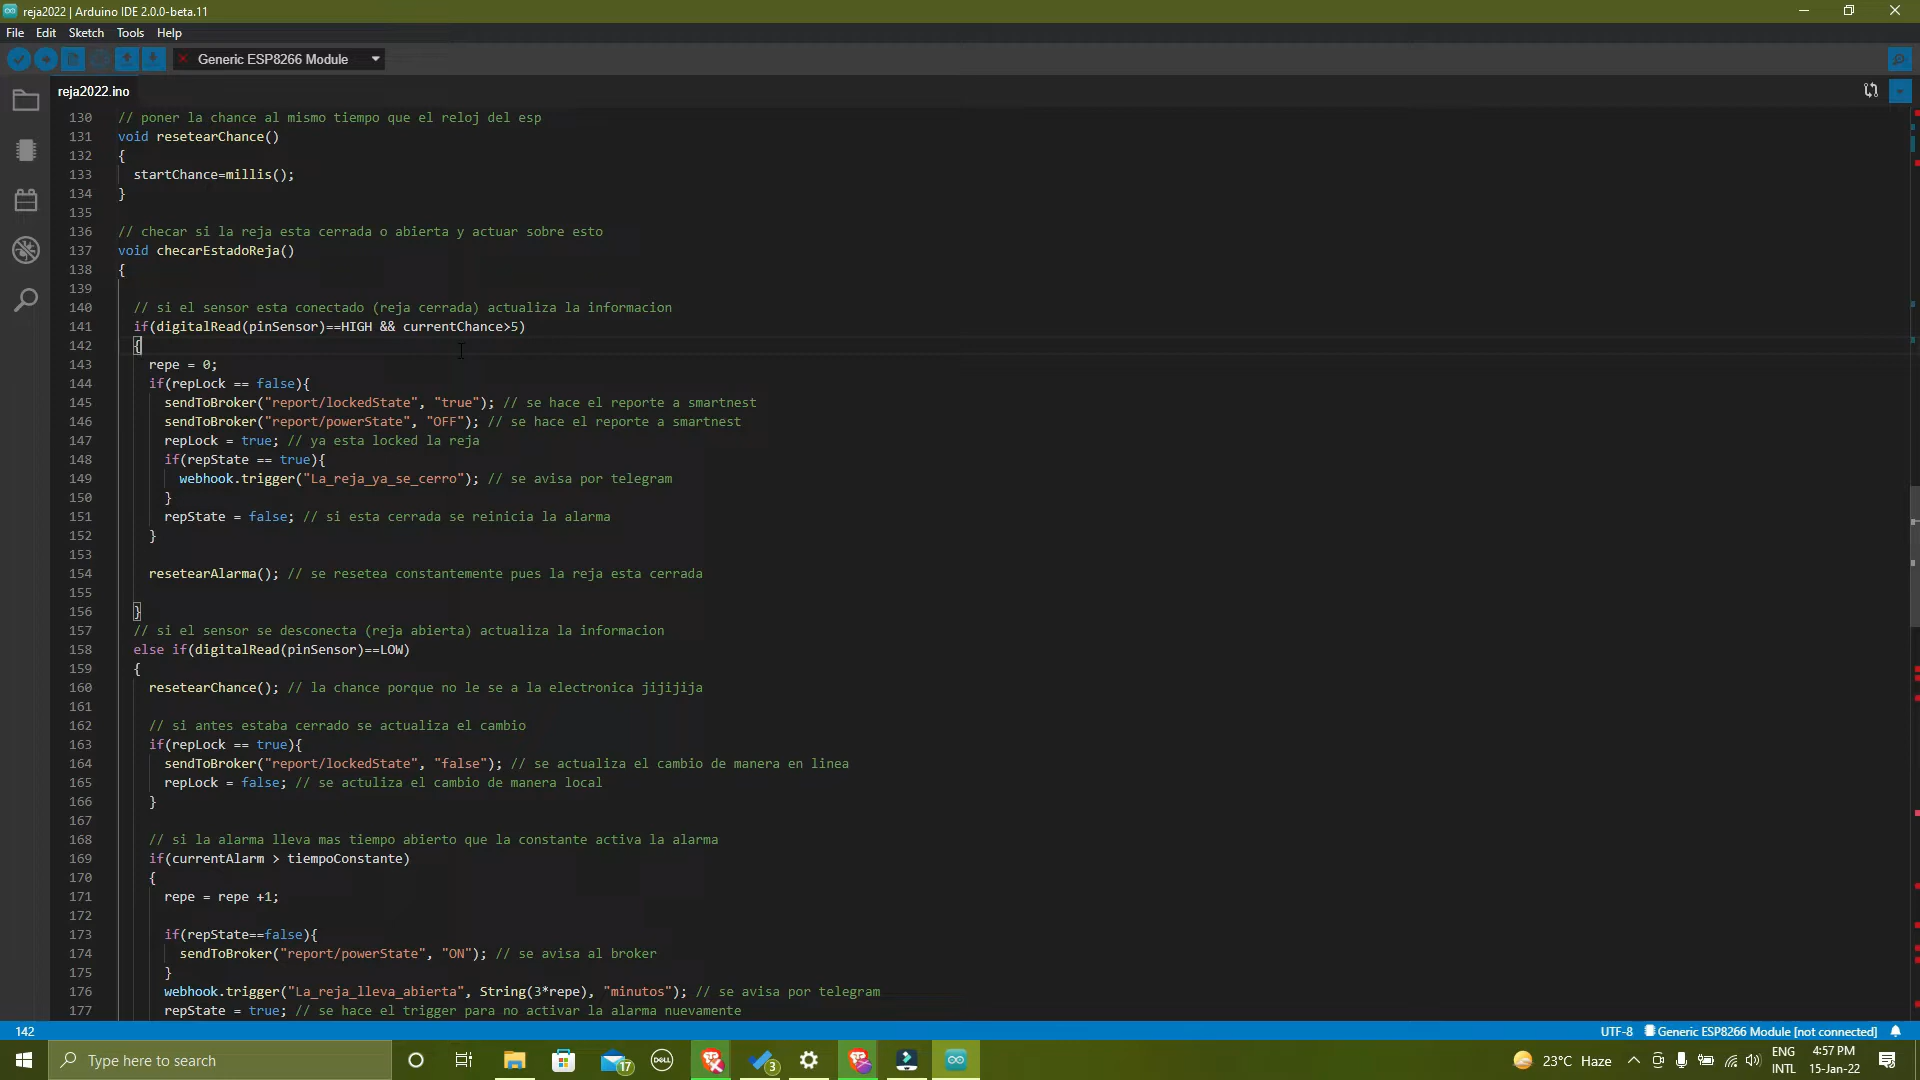 reja2022 | Arduino IDE 2.0.0-beta.11
File Edit Sketch Tools Help
Generic ESP8266 Module
reja2022.ino
130 // poner la chance al mismo tiempo que el reloj del esp
131 void resetearChance()
132 {
133 startChance=millis();
134 }
135
136 // checar si la reja esta cerrada o abierta y actuar sobre esto
137 void checarEstadoReja()
138 {
139
140 // si el sensor esta conectado (reja cerrada) actualiza la informacion
141 if(digitalRead(pinSensor)==HIGH && currentChance>5)
142 {
143 repe = 0;
144 if(repLock == false){
145 sendToBroker("report/lockedState", "true"); // se hace el reporte a smartnest
146 sendToBroker("report/powerState", "OFF"); // se hace el reporte a smartnest
147 repLock = true; // ya esta locked la reja
148 if(repState == true){
149 webhook.trigger("La_reja_ya_se_cerro"); // se avisa por telegram
150 }
151 repState = false; // si esta cerrada se reinicia la alarma
152 }
153
154 resetearAlarma(); // se resetea constantemente pues la reja esta cerrada
155
156 }
157 // si el sensor se desconecta (reja abierta) actualiza la informacion
158 else if(digitalRead(pinSensor)==LOW)
159 {
160 resetearChance(); // la chance porque no le se a la electronica jijijija
161
162 // si antes estaba cerrado se actualiza el cambio
163 if(repLock == true){
164 sendToBroker("report/lockedState", "false"); // se actualiza el cambio de manera en linea
165 repLock = false; // se actuliza el cambio de manera local
166 }
167
168 // si la alarma lleva mas tiempo abierto que la constante activa la alarma
169 if(currentAlarm > tiempoConstante)
170 {
171 repe = repe +1;
172
173 if(repState==false){
174 sendToBroker("report/powerState", "ON"); // se avisa al broker
175 }
176 webhook.trigger("La_reja_lleva_abierta", String(3*repe), "minutos"); // se avisa por telegram
177 repState = true; // se hace el trigger para no activar la alarma nuevamente
142 UTF-8 Generic ESP8266 Module [not connected]
Type here to search 17 DELL 3 23°C Haze ENG 4:57 PM
INTL 15-Jan-22